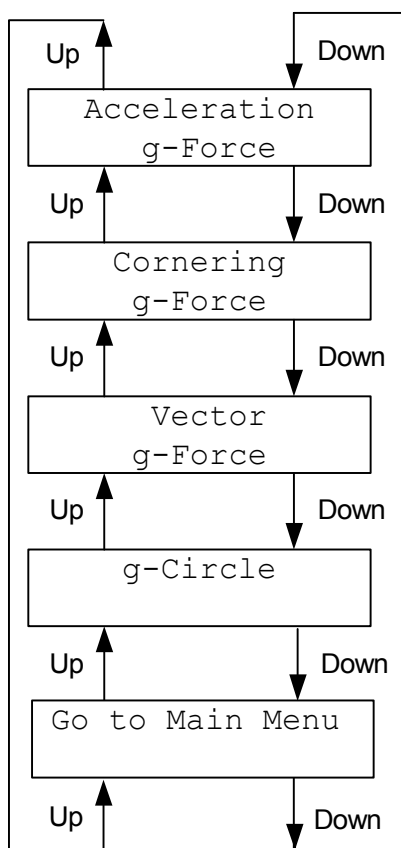 Up Down
Acceleration
g-Force
Up Down
Cornering
g-Force
Up Down
Vector
g-Force
Up Down
g-Circle
Up Down
Go to Main Menu
Up Down